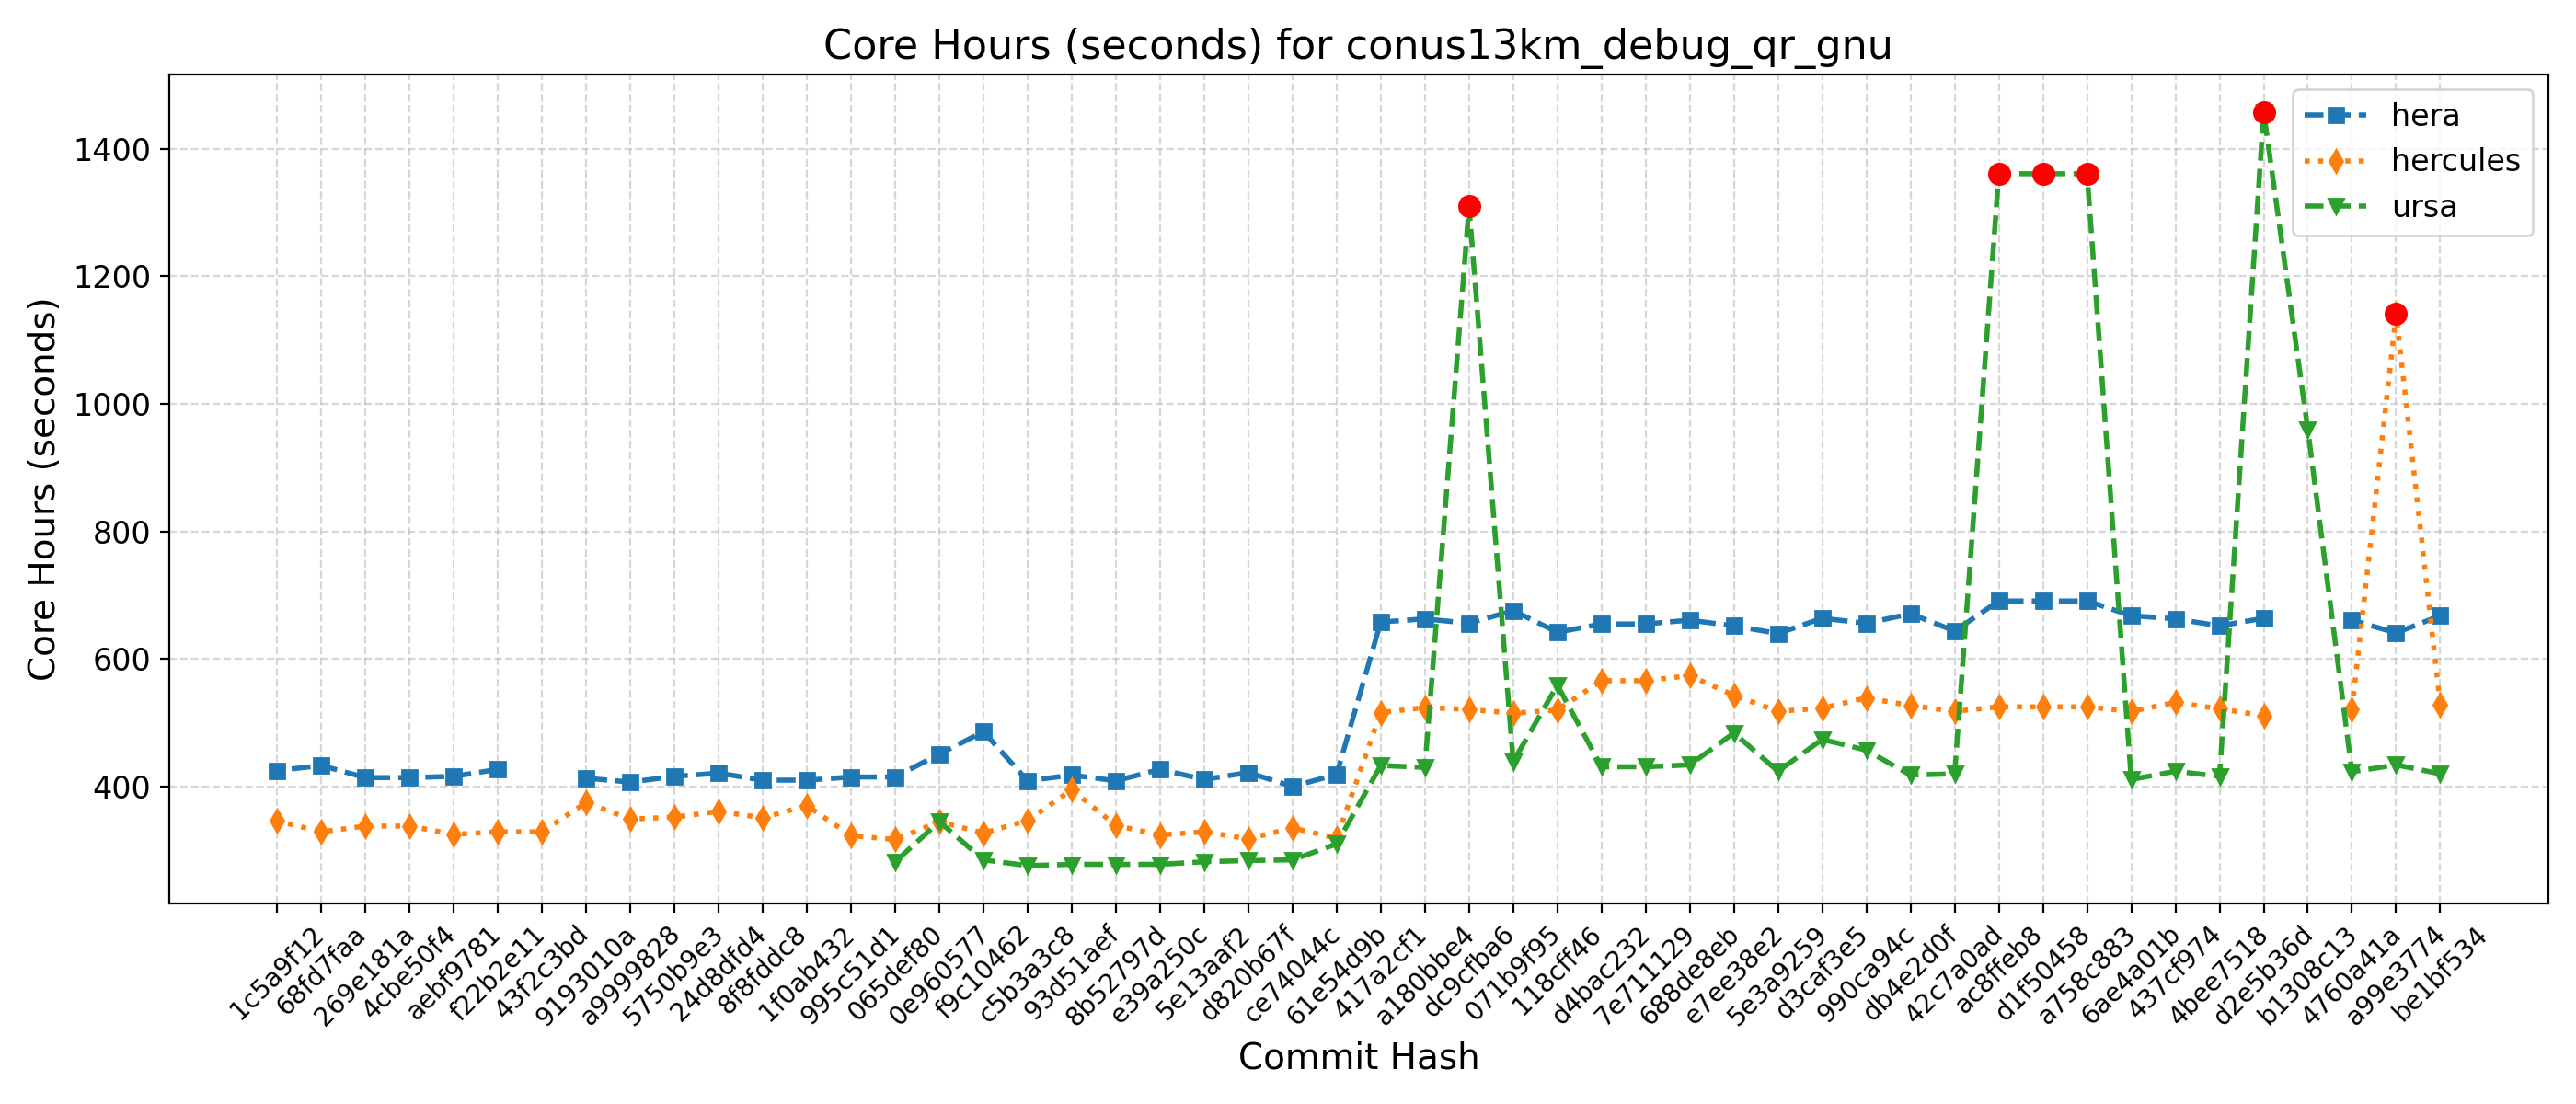 Core Hours (seconds) for conus13km_debug_qr_gnu
Core Hours (seconds)
1400
1200
1000
800
600
400
hera
hercules
ursa
1c5a9f12
68fd7faa
269e181a
4cbe50f4
aebf9781
f22b2e11
43f2c3bd
9193010a
a9999828
5750b9e3
24d8dfd4
8f8fddc8
1f0ab432
995c51d1
065def80
0e960577
f9c10462
c5b3a3c8
93d51aef
8b52797d
e39a250c
5e13aaf2
d820b67f
ce74044c
61e54d9b
417a2cf1
a180bbe4
dc9cfba6
071b9f95
118cff46
d4bac232
7e711129
688de8eb
e7ee38e2
5e3a9259
d3caf3e5
990ca94c
db4e2d0f
42c7a0ad
ac8ffeb8
d1f50458
a758c883
6ae4a01b
437cf974
4bee7518
d2e5b36d
b1308c13
4760a41a
a99e3774
be1bf534
Commit Hash